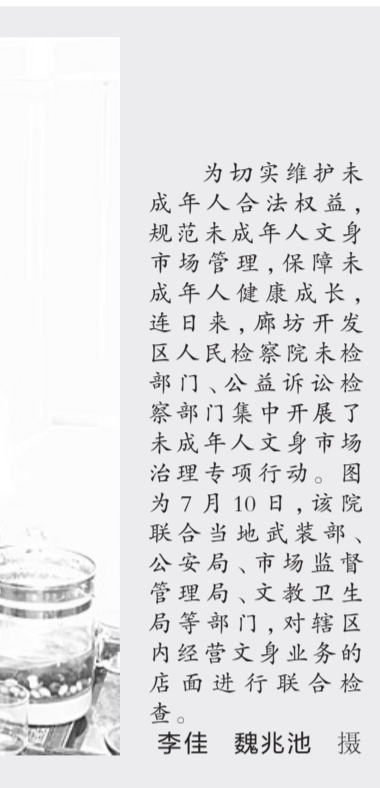 为切实维护未
成年人合法权益，
规范未成年人文身
市场管理，保障未
成年人健康成长，
连日来，廊坊开发
区人民检察院未检
部门、公益诉讼检
察部门集中开展了
未成年人文身市场
治理专项行动。图
为7月10日，该院
联合当地武装部、
公安局、市场监督
管理局、文教卫生
局等部门，对辖区
内经营文身业务的
店面进行联合检
查。
李佳 魏兆池 摄